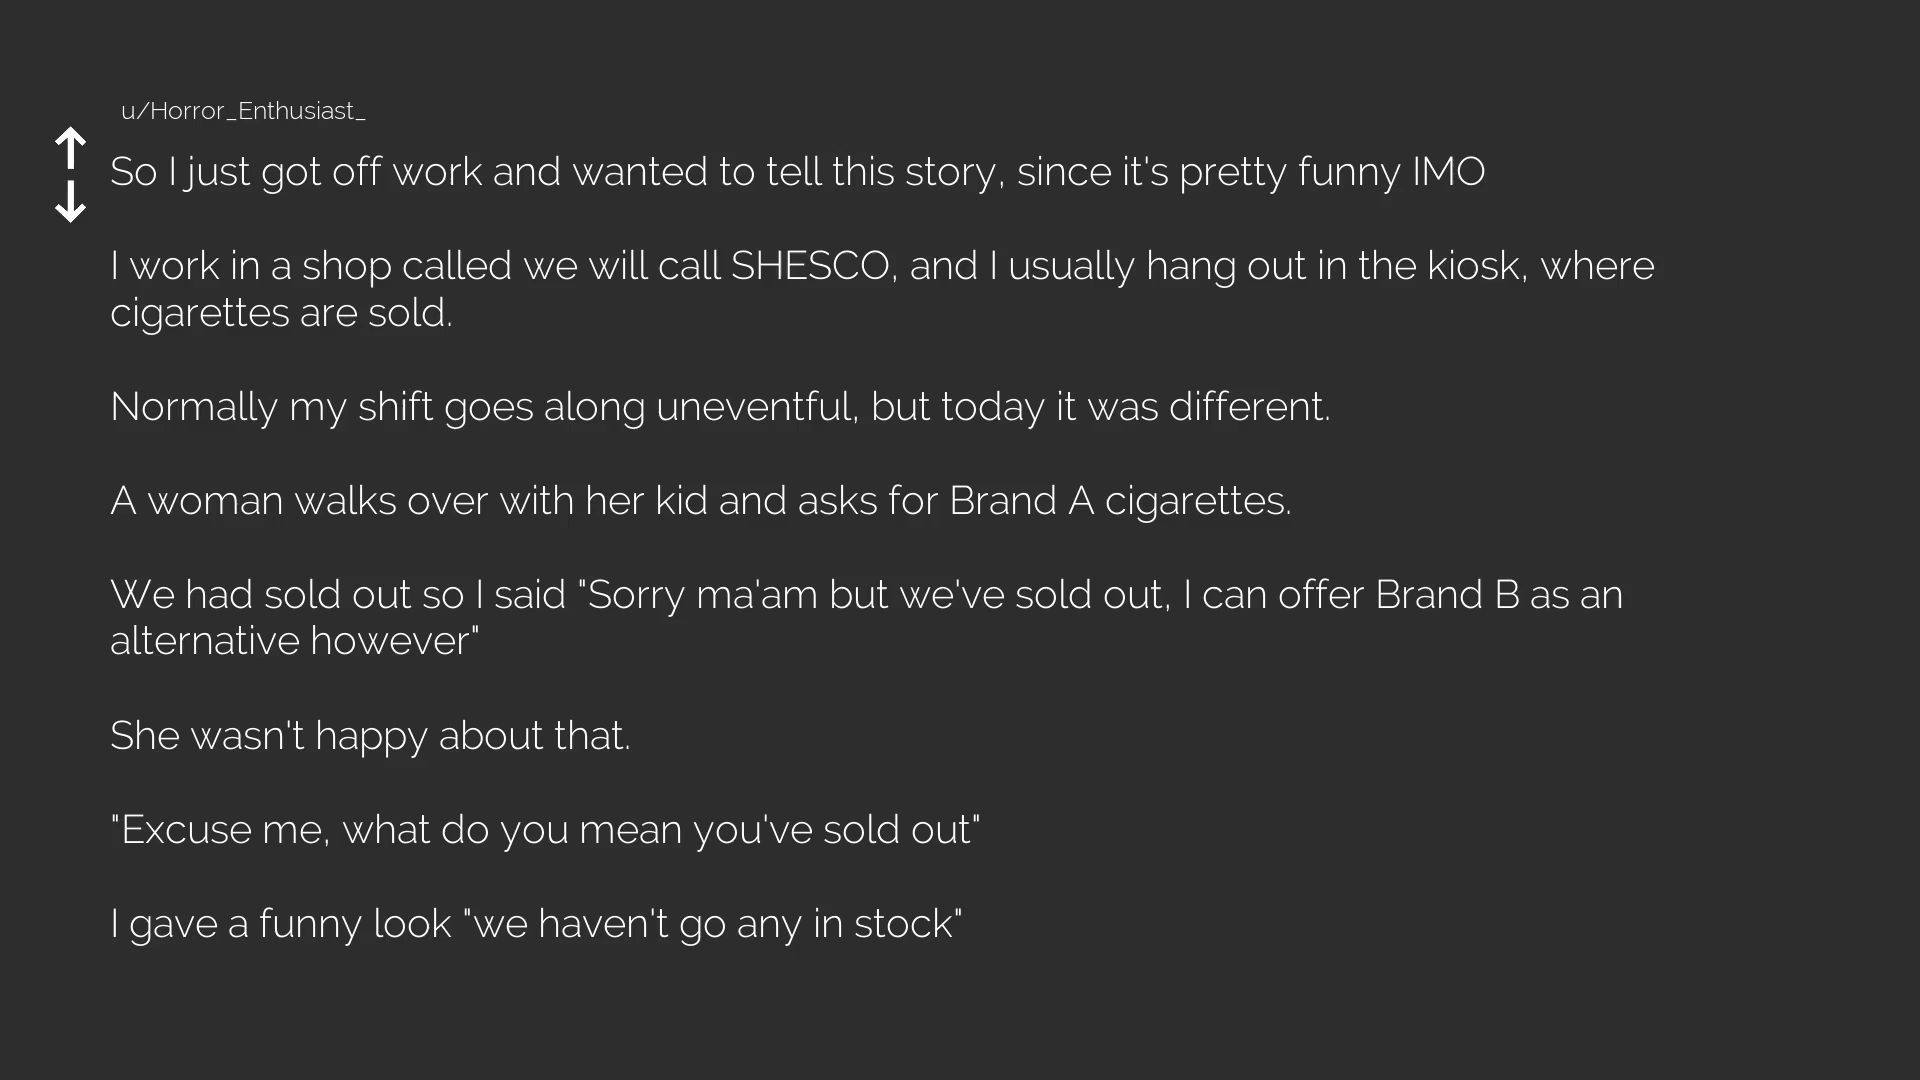 u/Horror_Enthusiast_
So I just got off work and wanted to tell this story, since it's pretty funny IMO
I work in a shop called we will call SHESCO, and I usually hang out in the kiosk, where
cigarettes are sold.
Normally my shift goes along uneventful, but today it was different.
A woman walks over with her kid and asks for Brand A cigarettes.
We had sold out so I said "Sorry ma'am but we've sold out, I can offer Brand B as an
alternative however"
She wasn't happy about that.
"Excuse me, what do you mean you've sold out"
I gave a funny look "we haven't go any in stock"